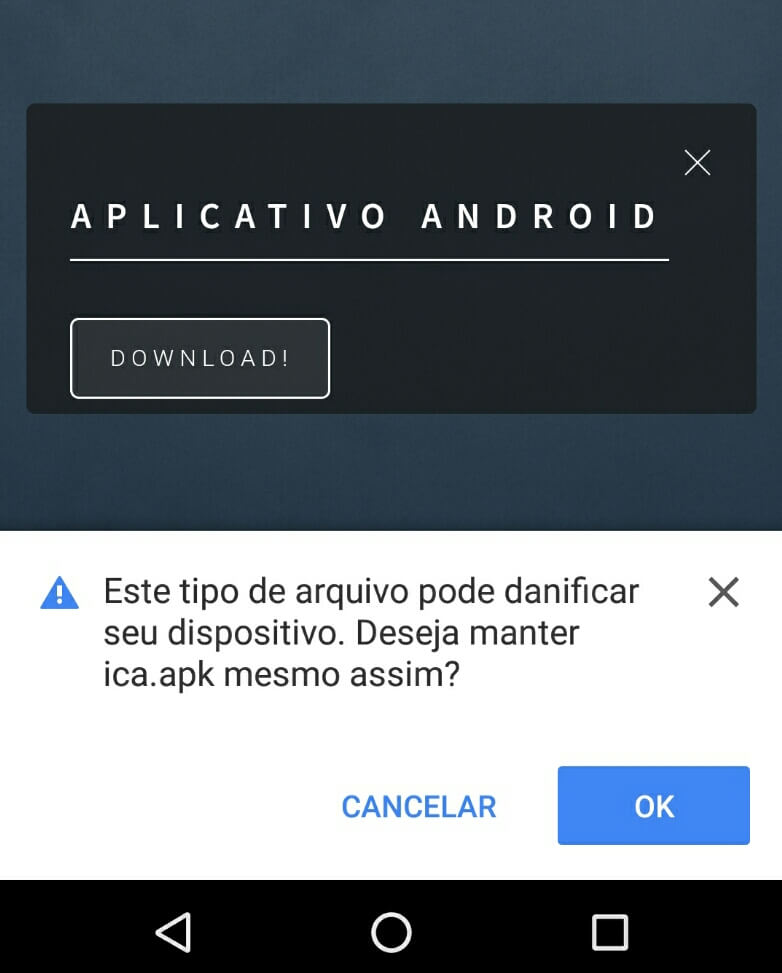 APLICATIVO ANDROID
DOWNLOAD!
Este tipo de arquivo pode danificar
seu dispositivo. Deseja manter
ica.apk mesmo assim?
CANCELAR
OK